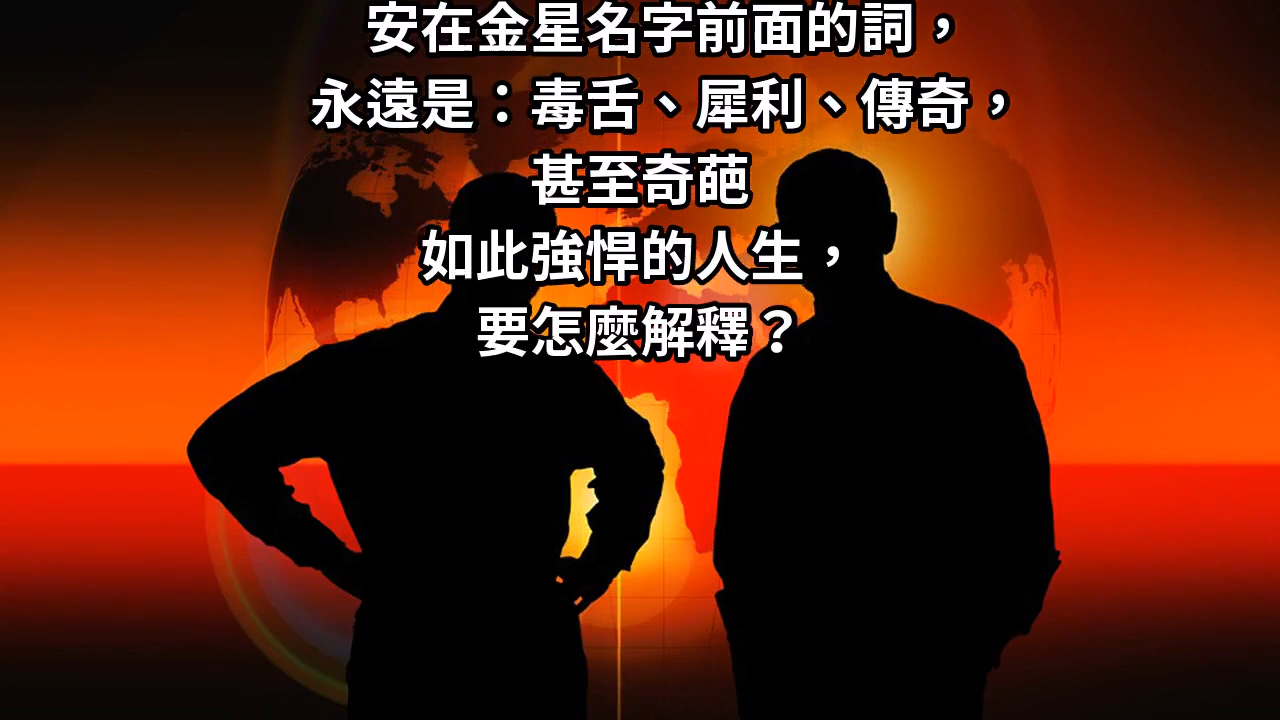 安在金星名字前面的詞，
永遠是：毒舌、犀利、傳奇，
甚至奇葩
如此強悍的人生，
要怎麼解釋？